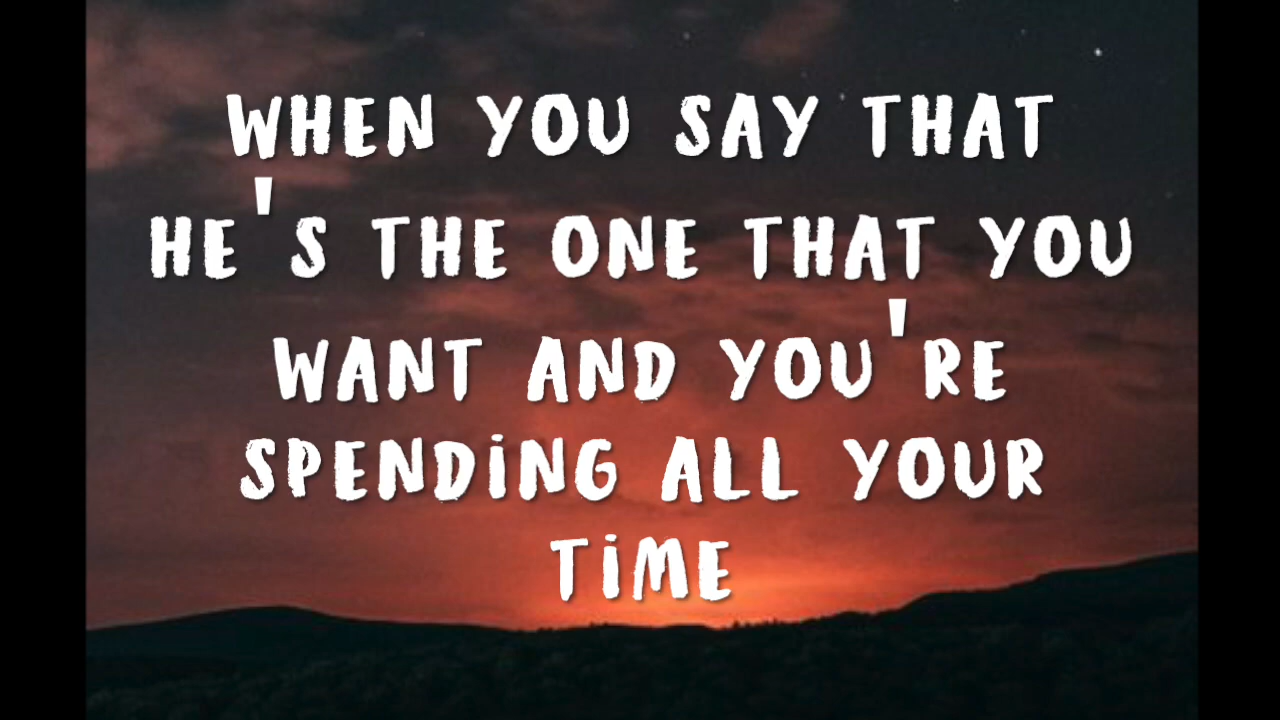 WHEN YOU SAY THAT
HE'S THE ONE THAT YOU
WANT AND YOU'RE
SPENDiNG ALL YOUR
TiME